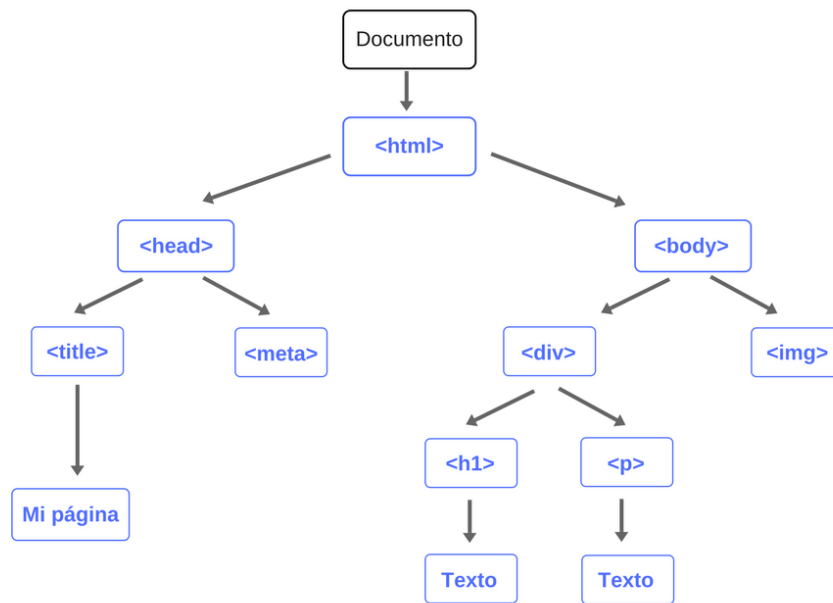 Documento
<html>
<head>
<body>
<title>
<meta>
<div>
<img>
<h1>
<p>
Mi página
Texto
Texto